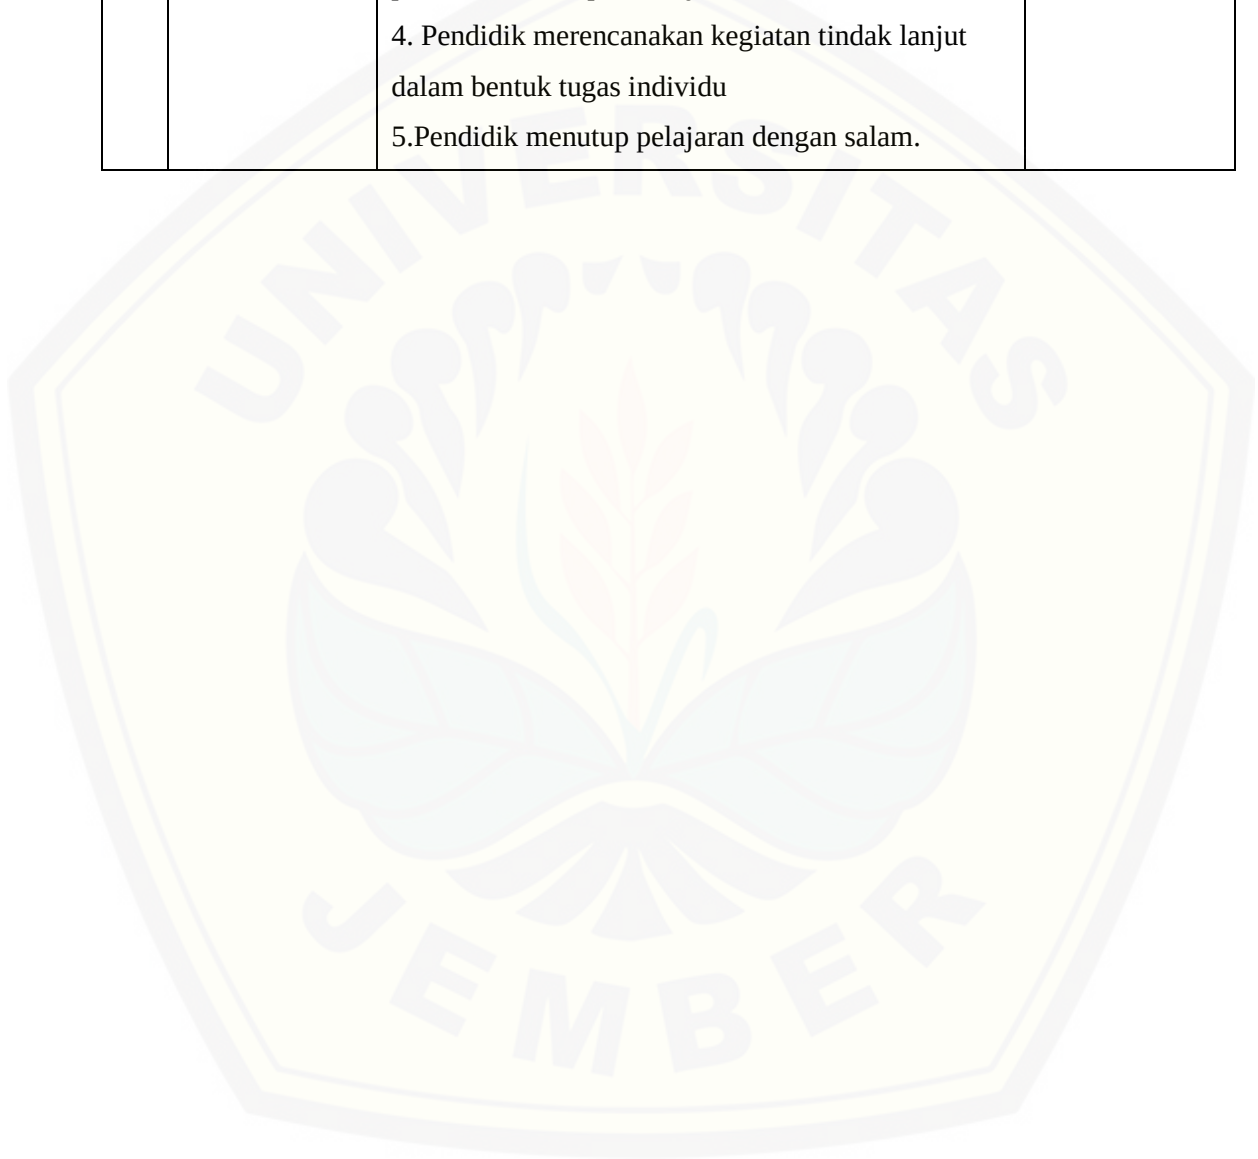 4. Pendidik merencanakan kegiatan tindak lanjut
dalam bentuk tugas individu
5.Pendidik menutup pelajaran dengan salam.
UNIVERSITAS
JEMBER